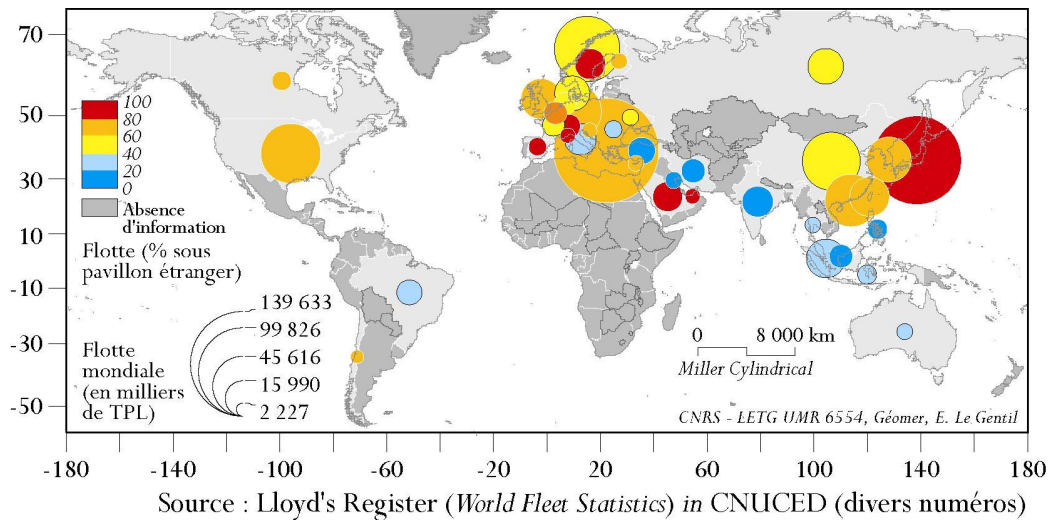 70
50
30
10
-10
-30
-50
100
80
60
40
20
0
Absence
d'information
Flotte (% sous
pavillon étranger)
139 633
99 826
45 616
15 990
2 227
Flotte
mondiale
(en milliers
de TPL)
0 8 000 km
Miller Cylindrical
CNRS - LETG UMR 6554, Géomer, E. Le Gentil
-180 -140 -100 -60 -20 20 60 100 140 180
Source : Lloyd's Register (World Fleet Statistics) in CNUCED (divers numéros)